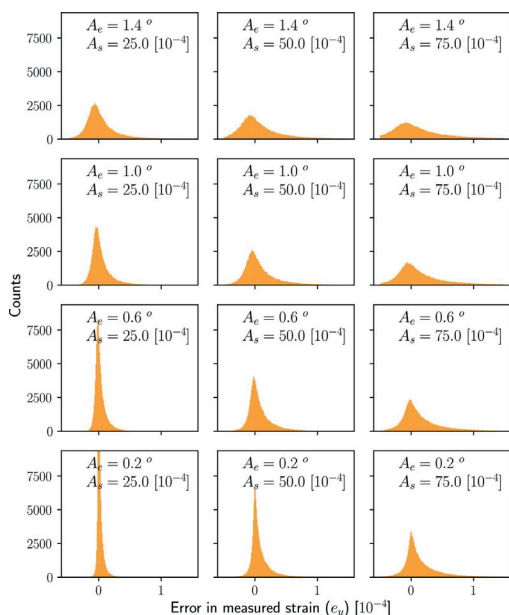 A_e = 1.4 °
A_s = 25.0 [10^-4]
A_e = 1.4 °
A_s = 50.0 [10^-4]
A_e = 1.4 °
A_s = 75.0 [10^-4]
7500
5000
2500
0
A_e = 1.0 °
A_s = 25.0 [10^-4]
A_e = 1.0 °
A_s = 50.0 [10^-4]
A_e = 1.0 °
A_s = 75.0 [10^-4]
7500
5000
2500
0
Counts
A_e = 0.6 °
A_s = 25.0 [10^-4]
A_e = 0.6 °
A_s = 50.0 [10^-4]
A_e = 0.6 °
A_s = 75.0 [10^-4]
7500
5000
2500
0
A_e = 0.2 °
A_s = 25.0 [10^-4]
A_e = 0.2 °
A_s = 50.0 [10^-4]
A_e = 0.2 °
A_s = 75.0 [10^-4]
7500
5000
2500
0
0 1 0 1 0 1
Error in measured strain (e_y) [10^-4]